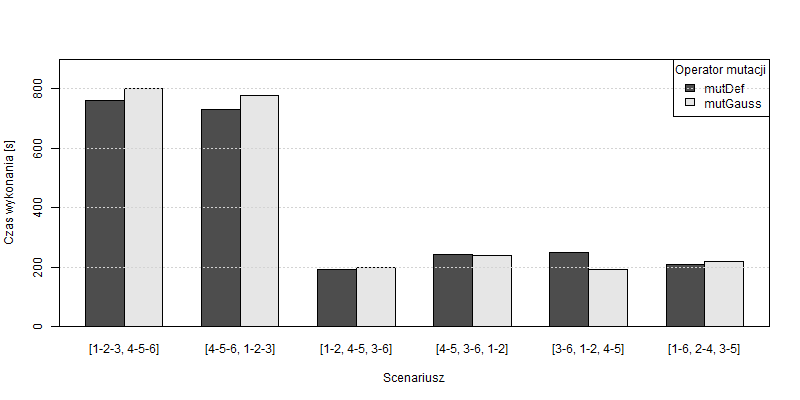 Operator mutacji
mutDef
mutGauss
Czas wykonania [s]
800
600
400
200
0
[1-2-3, 4-5-6]
[4-5-6, 1-2-3]
[1-2, 4-5, 3-6]
[4-5, 3-6, 1-2]
[3-6, 1-2, 4-5]
[1-6, 2-4, 3-5]
Scenariusz